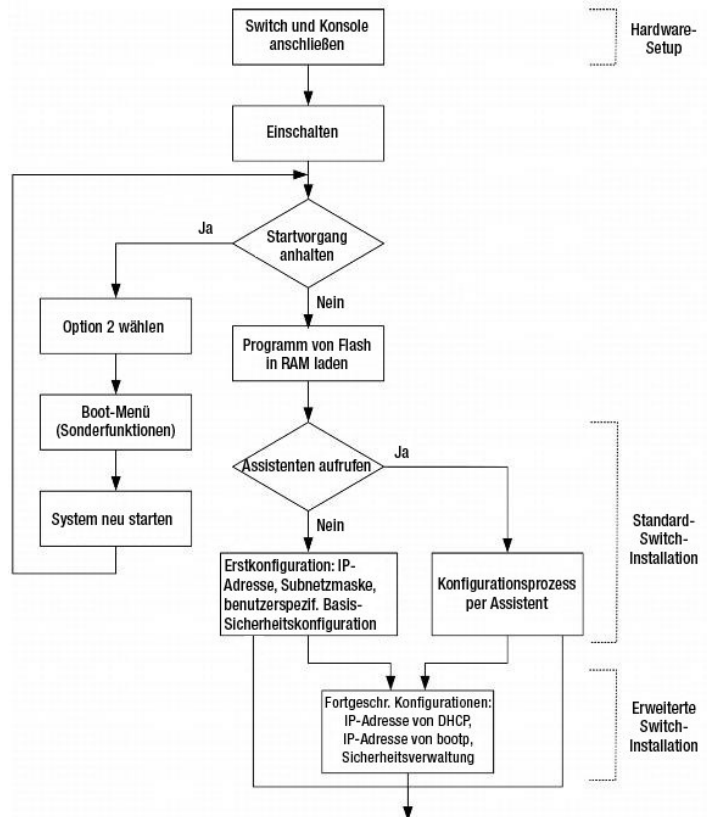 Switch und Konsole
anschließen
Hardware-
Setup
Einschalten
Ja
Startvorgang
anhalten
Nein
Option 2 wählen
Programm von Flash
in RAM laden
Boot-Menü
(Sonderfunktionen)
Assistenten aufrufen
Ja
System neu starten
Nein
Standard-
Switch-
Installation
Erstkonfiguration: IP-
Adresse, Subnetzmaske,
benutzerspezif. Basis-
Sicherheitskonfiguration
Konfigurationsprozess
per Assistent
Fortgeschr. Konfigurationen:
IP-Adresse von DHCP,
IP-Adresse von bootp,
Sicherheitsverwaltung
Erweiterte
Switch-
Installation